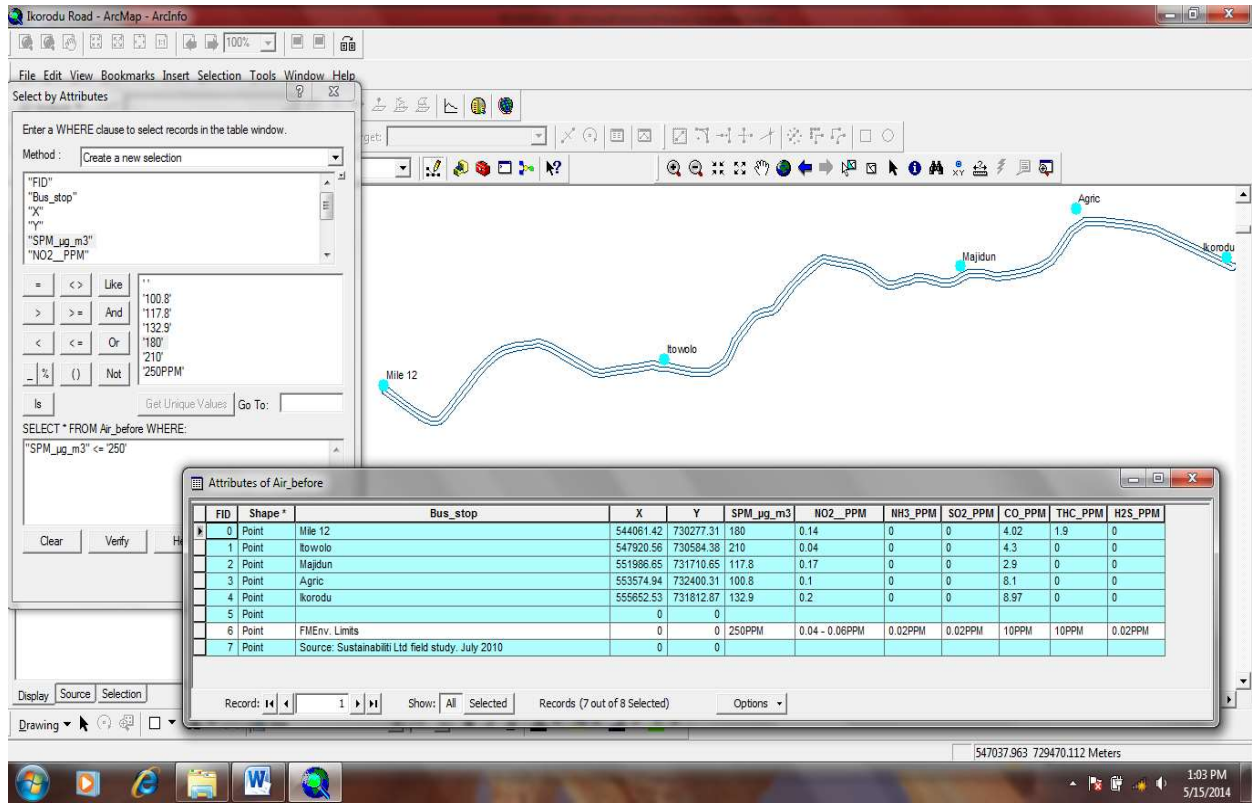 Ikorodu Road - ArcMap - ArcInfo
100%
File Edit View Bookmarks Insert Selection Tools Window Help
Select by Attributes
Enter a WHERE clause to select records in the table window.
Method : Create a new selection
"FID"
"Bus_stop"
"X"
"Y"
"SPM_µg_m3"
"NO2__PPM"
= <> Like
> >= And
< <= Or
_ % () Not
Is
' '
'100.8'
'117.8'
'132.9'
'180'
'210'
'250PPM'
Get Unique Values Go To:
SELECT * FROM Air_before WHERE:
"SPM_µg_m3" <= '250'
Clear Verify
Agric
Ikorodu
Majidun
Itowolo
Mile 12
Attributes of Air_before
FID Shape * Bus_stop X Y SPM_µg_m3 NO2__PPM NH3_PPM SO2_PPM CO_PPM THC_PPM H2S_PPM
0 Point Mile 12 544061.42 730277.31 180 0.14 0 0 4.02 1.9 0
1 Point Itowolo 547920.56 730584.38 210 0.04 0 0 4.3 0 0
2 Point Majidun 551986.65 731710.65 117.8 0.17 0 0 2.9 0 0
3 Point Agric 553574.94 732400.31 100.8 0.1 0 0 8.1 0 0
4 Point Ikorodu 555652.53 731812.87 132.9 0.2 0 0 8.97 0 0
5 Point 0 0
6 Point FMEnv. Limits 0 0 250PPM 0.04 - 0.06PPM 0.02PPM 0.02PPM 10PPM 10PPM 0.02PPM
7 Point Source: Sustainabiliti Ltd field study. July 2010 0 0
Record: 1 Show: All Selected Records (7 out of 8 Selected) Options
Display Source Selection
Drawing
547037.963 729470.112 Meters
1:03 PM
5/15/2014